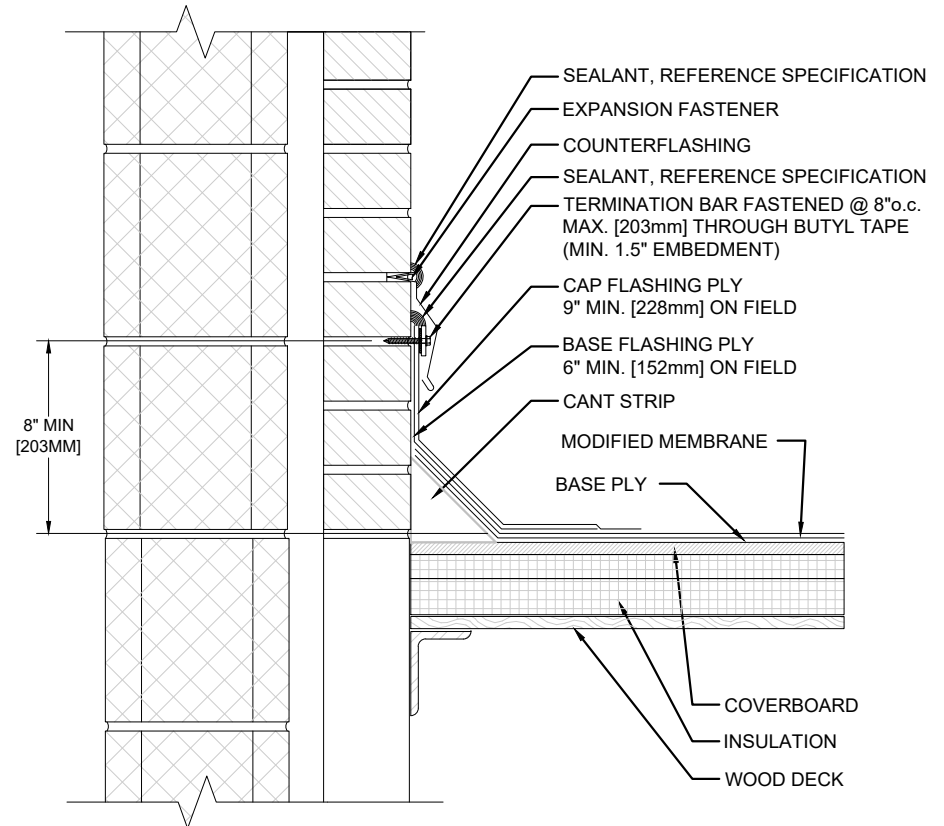 SEALANT, REFERENCE SPECIFICATION
EXPANSION FASTENER
COUNTERFLASHING
SEALANT, REFERENCE SPECIFICATION
TERMINATION BAR FASTENED @ 8"o.c.
MAX. [203mm] THROUGH BUTYL TAPE
(MIN. 1.5" EMBEDMENT)
CAP FLASHING PLY
9" MIN. [228mm] ON FIELD
BASE FLASHING PLY
6" MIN. [152mm] ON FIELD
CANT STRIP
MODIFIED MEMBRANE
BASE PLY
8" MIN
[203MM]
COVERBOARD
INSULATION
WOOD DECK